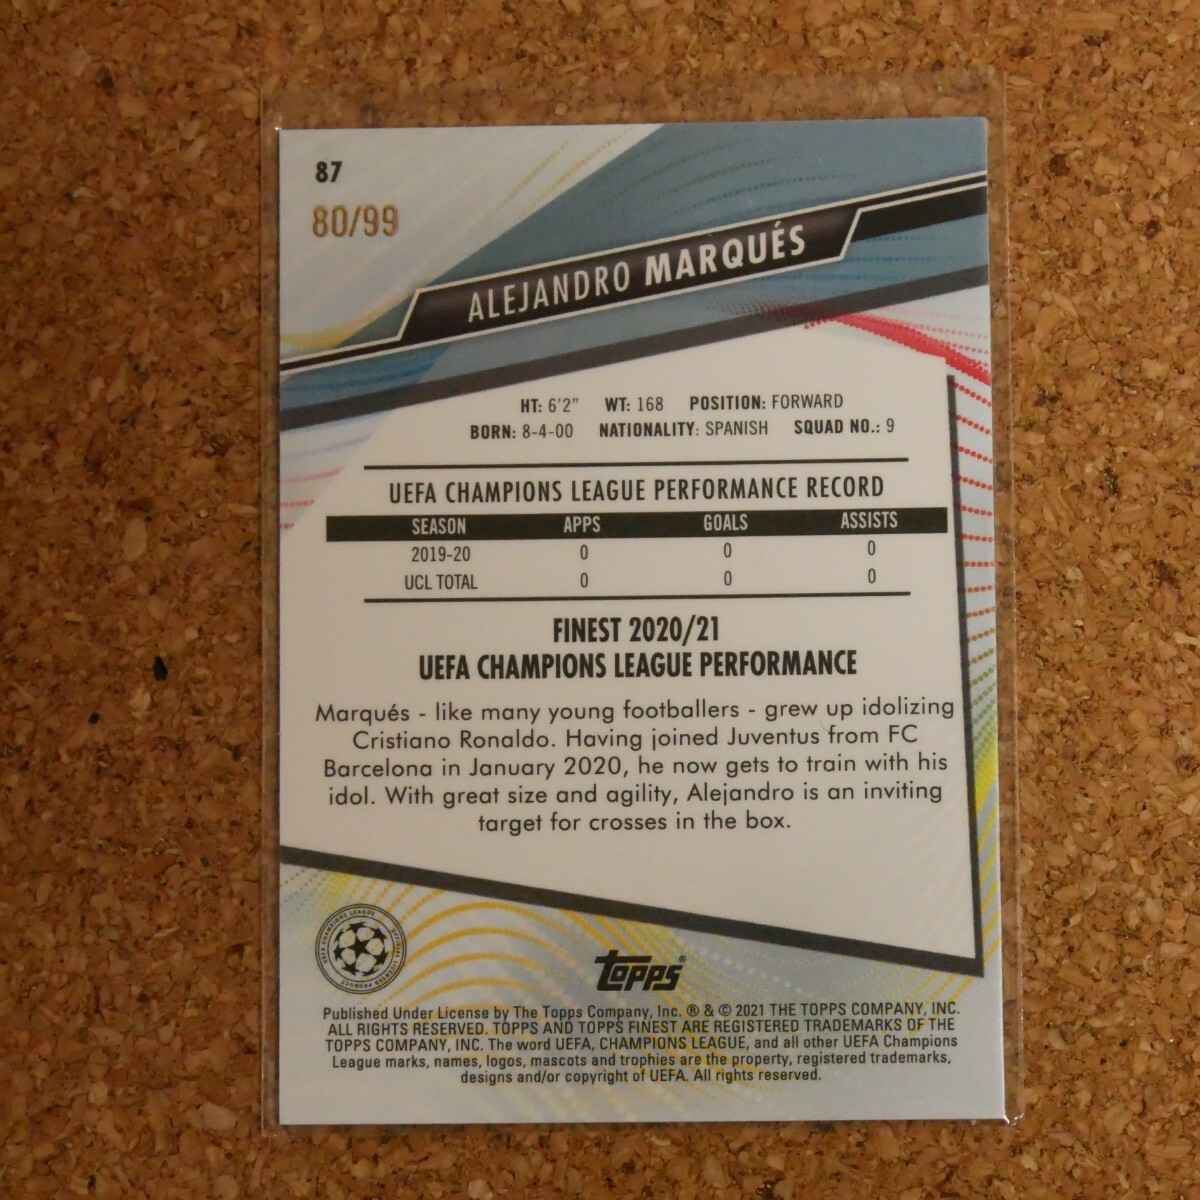 87
80/99
ALEJANDRO MARQUÉS
HT: 6'2" WT: 168 POSITION: FORWARD
BORN: 8-4-00 NATIONALITY: SPANISH SQUAD NO.: 9
UEFA CHAMPIONS LEAGUE PERFORMANCE RECORD
SEASON APPS GOALS ASSISTS
2019-20 0 0 0
UCL TOTAL 0 0 0
FINEST 2020/21
UEFA CHAMPIONS LEAGUE PERFORMANCE
Marqués - like many young footballers - grew up idolizing
Cristiano Ronaldo. Having joined Juventus from FC
Barcelona in January 2020, he now gets to train with his
idol. With great size and agility, Alejandro is an inviting
target for crosses in the box.
UEFA CHAMPIONS LEAGUE OFFICIAL LICENSED PRODUCT
topps®
Published Under License by The Topps Company, Inc. ® & © 2021 THE TOPPS COMPANY, INC.
ALL RIGHTS RESERVED. TOPPS AND TOPPS FINEST ARE REGISTERED TRADEMARKS OF THE
TOPPS COMPANY, INC. The word UEFA, CHAMPIONS LEAGUE, and all other UEFA Champions
League marks, names, logos, mascots and trophies are the property, registered trademarks,
designs and/or copyright of UEFA. All rights reserved.